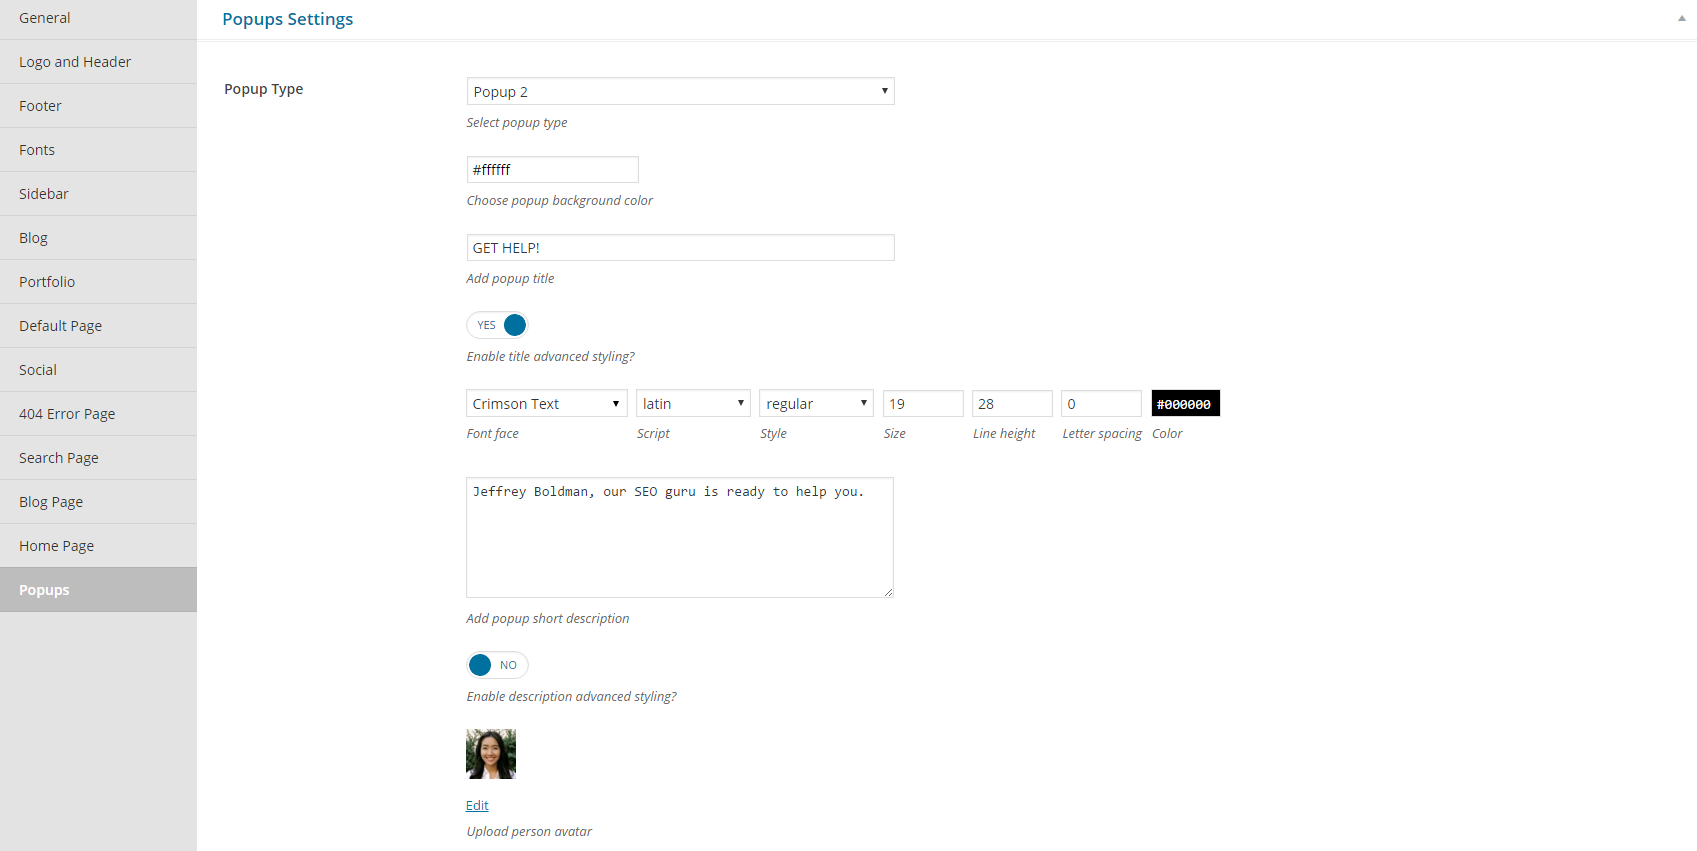 General
Logo and Header
Footer
Fonts
Sidebar
Blog
Portfolio
Default Page
Social
404 Error Page
Search Page
Blog Page
Home Page
Popups
Popups Settings
Popup Type
Popup 2
Select popup type
#ffffff
Choose popup background color
GET HELP!
Add popup title
YES
Enable title advanced styling?
Crimson Text latin regular 19 28 0 #000000
Font face Script Style Size Line height Letter spacing Color
Jeffrey Boldman, our SEO guru is ready to help you.
Add popup short description
NO
Enable description advanced styling?
Edit
Upload person avatar